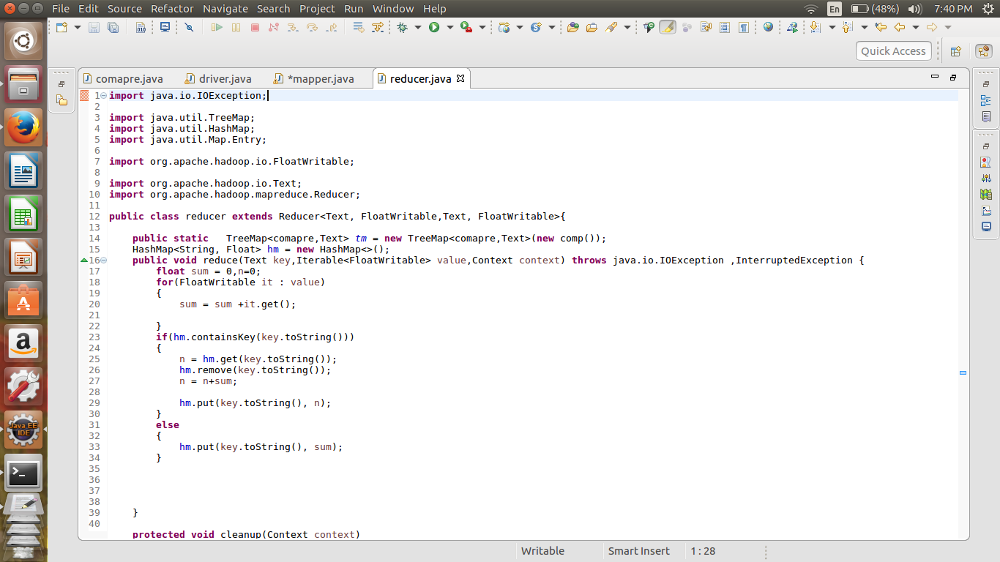 File Edit Source Refactor Navigate Search Project Run Window Help
En (48%) 7:40 PM
010
Quick Access
comapre.java driver.java *mapper.java reducer.java
1 import java.io.IOException;
2
3 import java.util.TreeMap;
4 import java.util.HashMap;
5 import java.util.Map.Entry;
6
7 import org.apache.hadoop.io.FloatWritable;
8
9 import org.apache.hadoop.io.Text;
10 import org.apache.hadoop.mapreduce.Reducer;
11
12 public class reducer extends Reducer<Text, FloatWritable,Text, FloatWritable>{
13
14 public static   TreeMap<comapre,Text> tm = new TreeMap<comapre,Text>(new comp());
15 HashMap<String, Float> hm = new HashMap<>();
16 public void reduce(Text key,Iterable<FloatWritable> value,Context context) throws java.io.IOException ,InterruptedException {
17 float sum = 0,n=0;
18 for(FloatWritable it : value)
19 {
20 sum = sum +it.get();
21
22 }
23 if(hm.containsKey(key.toString()))
24 {
25 n = hm.get(key.toString());
26 hm.remove(key.toString());
27 n = n+sum;
28
29 hm.put(key.toString(), n);
30 }
31 else
32 {
33 hm.put(key.toString(), sum);
34 }
35
36
37
38
39 }
40
protected void cleanup(Context context)
Java EE
IDE
Writable Smart Insert 1 : 28